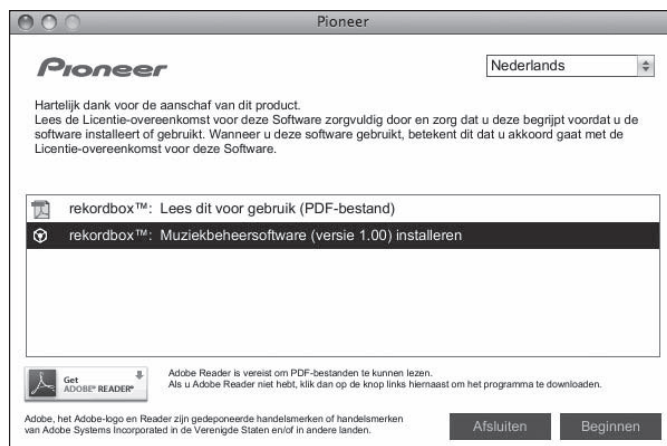 Pioneer
Pioneer
Nederlands
Hartelijk dank voor de aanschaf van dit product.
Lees de Licentie-overeenkomst voor deze Software zorgvuldig door en zorg dat u deze begrijpt voordat u de
software installeert of gebruikt. Wanneer u deze software gebruikt, betekent dit dat u akkoord gaat met de
Licentie-overeenkomst voor deze Software.
rekordbox™: Lees dit voor gebruik (PDF-bestand)
rekordbox™: Muziekbeheersoftware (versie 1.00) installeren
Get
ADOBE® READER®
Adobe Reader is vereist om PDF-bestanden te kunnen lezen.
Als u Adobe Reader niet hebt, klik dan op de knop links hiernaast om het programma te downloaden.
Adobe, het Adobe-logo en Reader zijn gedeponeerde handelsmerken of handelsmerken
van Adobe Systems Incorporated in de Verenigde Staten en/of in andere landen.
Afsluiten
Beginnen